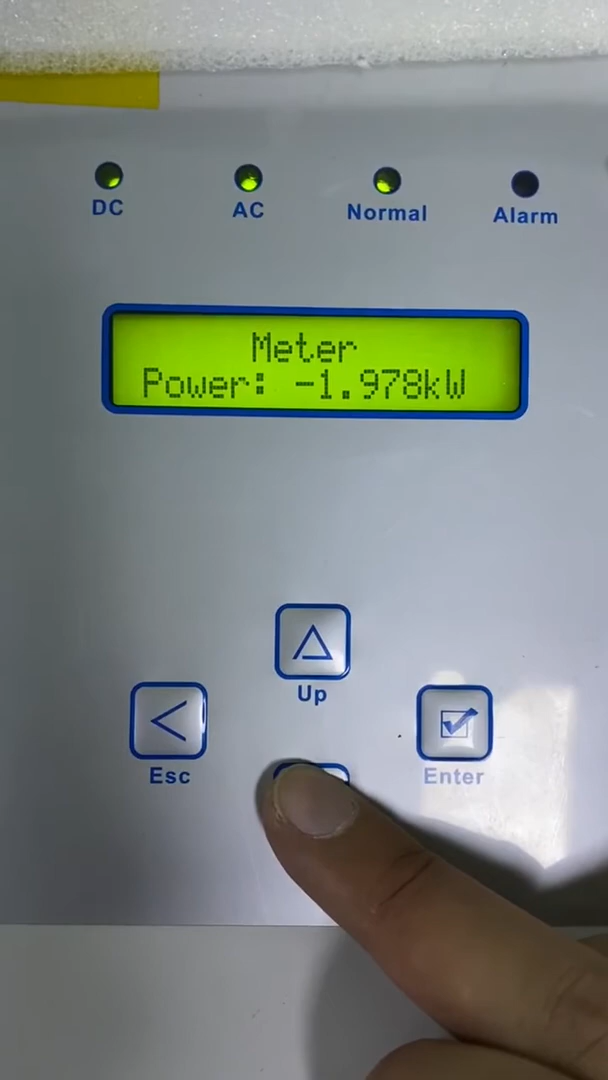 DC AC Normal Alarm
Meter
Power: -1.978kW
Up
Esc Enter